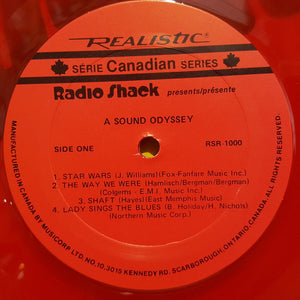 REALISTIC®
SÉRIE Canadian SERIES
Radio Shack presents/présente
A SOUND ODYSSEY
SIDE ONE RSR-1000
1. STAR WARS (J. Williams)(Fox-Fanfare Music Inc.)
2. THE WAY WE WERE (Hamlisch/Bergman/Bergman)
(Colgems - E.M.I. Music Inc.)
3. SHAFT (Hayes)(East Memphis Music)
4. LADY SINGS THE BLUES (B. Holiday/H. Nichols)
(Northern Music Corp.)
MANUFACTURED IN CANADA BY MUSICORP LTD., NO. 10, 3019 KENNEDY RD. SCARBOROUGH, ONTARIO, CANADA. ALL RIGHTS RESERVED.